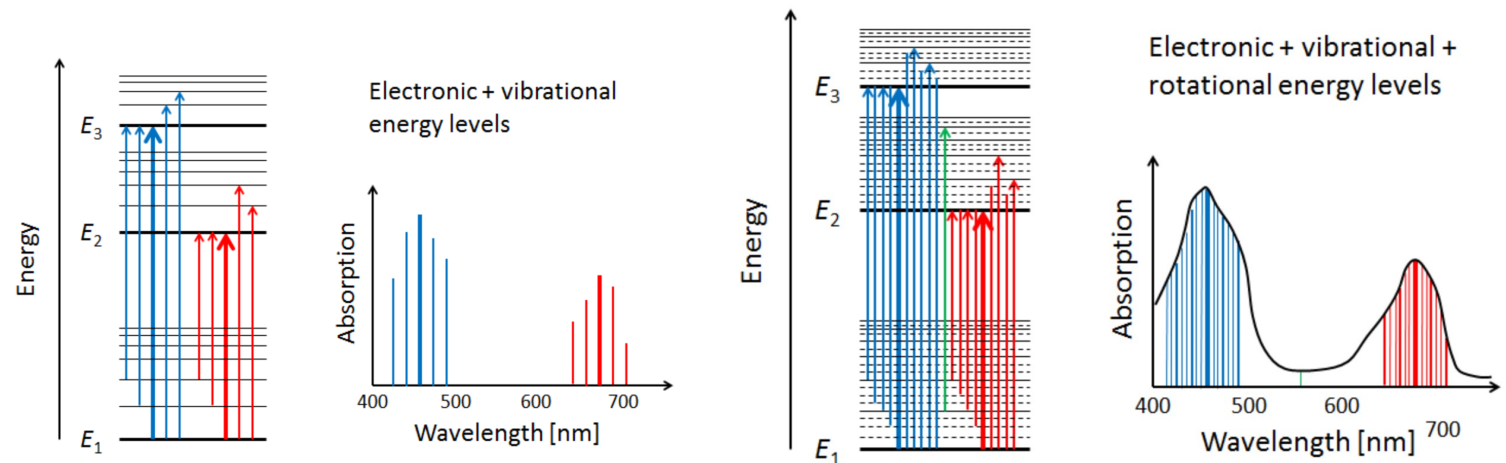 Electronic + vibrational
energy levels
Energy
E3
E2
E1
Absorption
400 500 600 700
Wavelength [nm]
Electronic + vibrational +
rotational energy levels
Energy
E3
E2
E1
Absorption
400 500 600 700
Wavelength [nm]